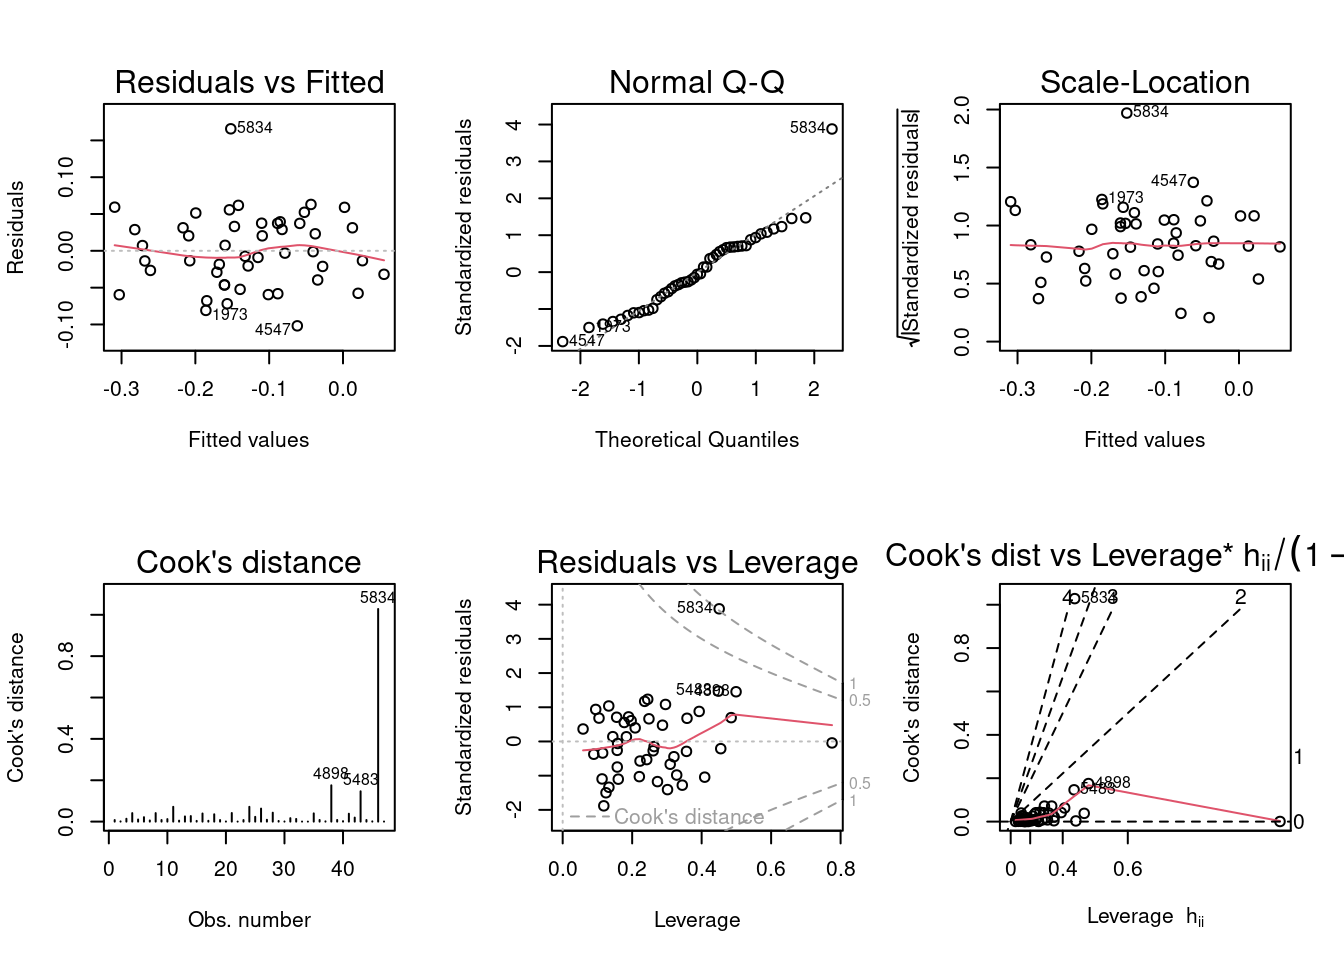 Residuals vs Fitted
Residuals
-0.10 0.00 0.10
5834
1973
4547
-0.3 -0.2 -0.1 0.0
Fitted values
Normal Q-Q
Standardized residuals
-2 0 1 2 3 4
5834
1973
4547
-2 -1 0 1 2
Theoretical Quantiles
Scale-Location
√|Standardized residuals|
0.0 0.5 1.0 1.5 2.0
5834
4547
1973
-0.3 -0.2 -0.1 0.0
Fitted values
Cook's distance
Cook's distance
0.0 0.4 0.8
5834
4898
5483
0 10 20 30 40
Obs. number
Residuals vs Leverage
Standardized residuals
-2 0 1 2 3 4
5834
5483
4898
1
0.5
0.5
1
Cook's distance
0.0 0.2 0.4 0.6 0.8
Leverage
Cook's dist vs Leverage* hii/(1 −
Cook's distance
0.0 0.4 0.8
4 5834 3 2
1
0
4898
5483
0 0.4 0.6
Leverage hii